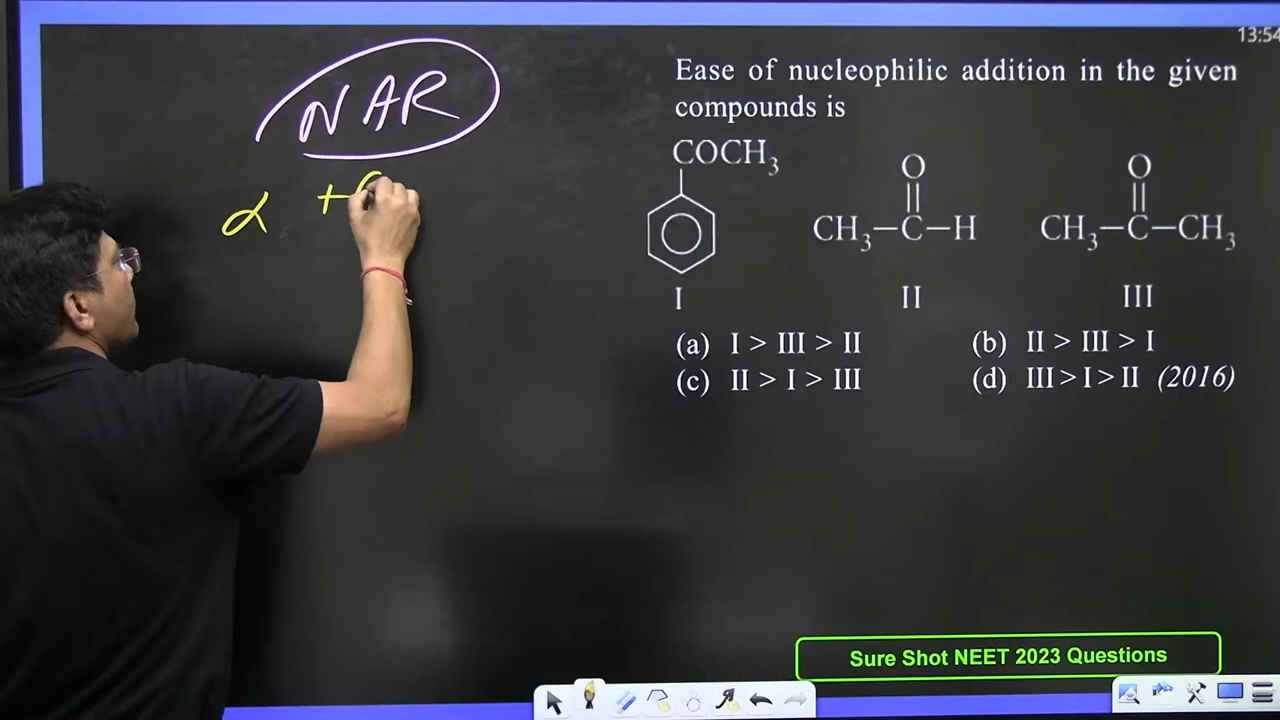 13:54
NAR
α +
Ease of nucleophilic addition in the given
compounds is
COCH₃
O
O
CH₃–C–H
CH₃–C–CH₃
I
II
III
(a) I > III > II
(b) II > III > I
(c) II > I > III
(d) III > I > II (2016)
Sure Shot NEET 2023 Questions